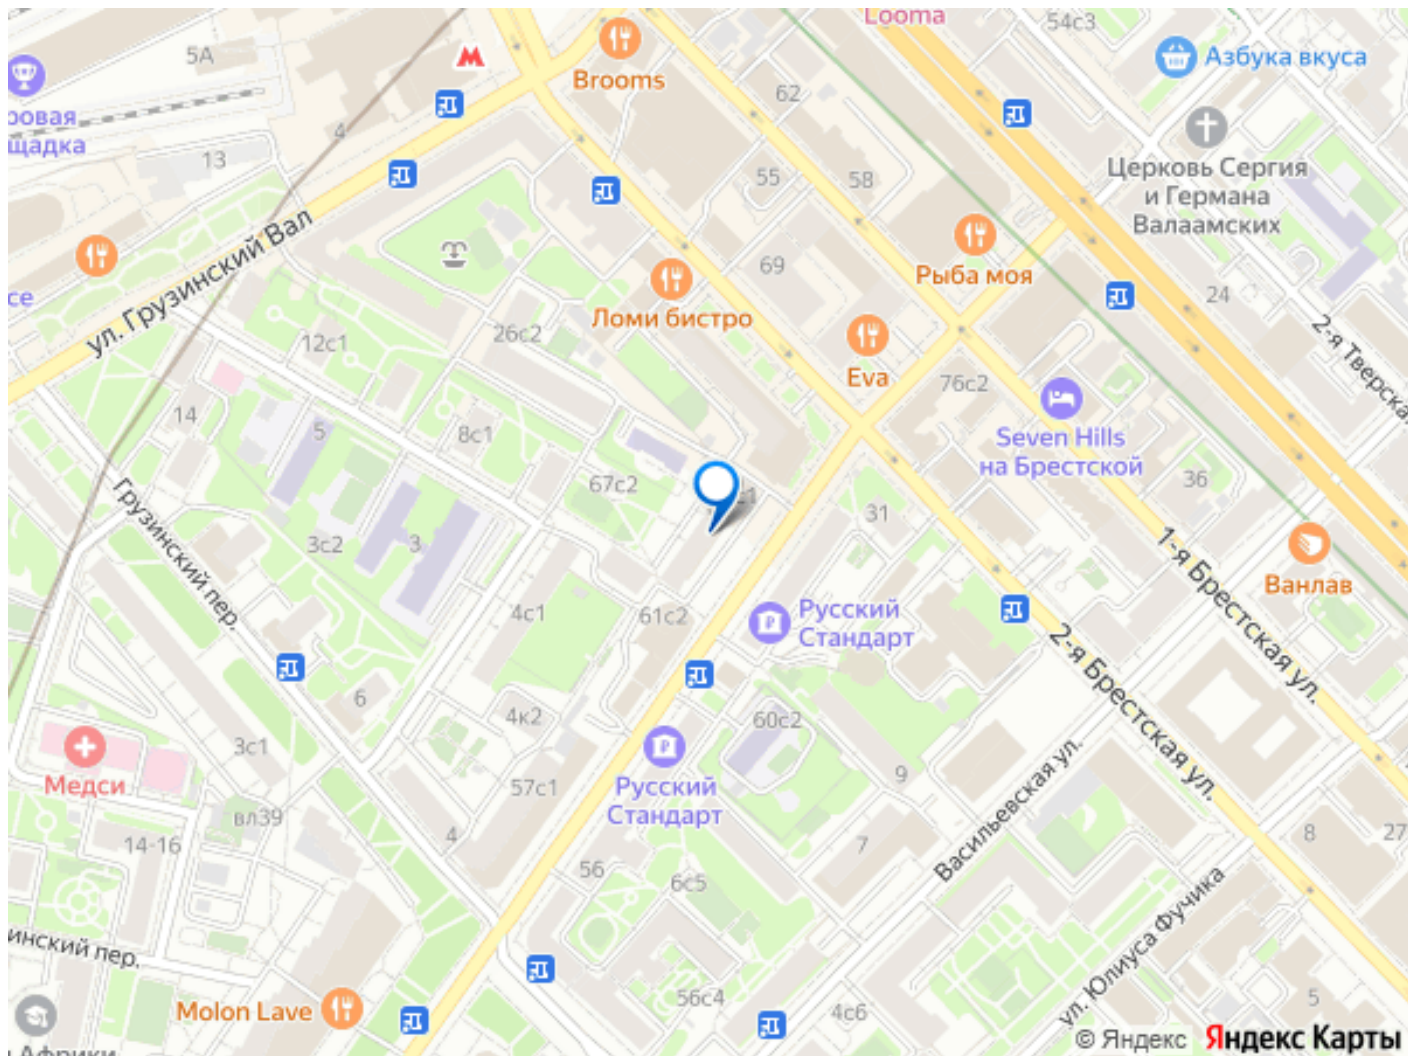 Looma
54с3
5А
М
Азбука вкуса
Brooms
62
ровая
щадка
4
13
Церковь Сергия
и Германа
Валаамских
55
58
ул. Грузинский Вал
69
Рыба моя
се
24
Ломи бистро
2-я Тверска
12с1
26с2
Eva
76с2
14
5
8с1
Seven Hills
на Брестской
67с2
с1
36
31
Грузинский пер.
3с2
3
1-я Брестская ул.
Ванлав
4с1
61с2
Русский
Стандарт
2-я Брестская ул.
6
4к2
60с2
3с1
Медси
57с1
Русский
Стандарт
9
Васильевская ул.
вл39
14-16
4
7
8
27
56
6с5
ул. Юлиуса Фучика
инский пер.
Molon Lave
56с4
4с6
5
Африки
© Яндекс Яндекс Карты